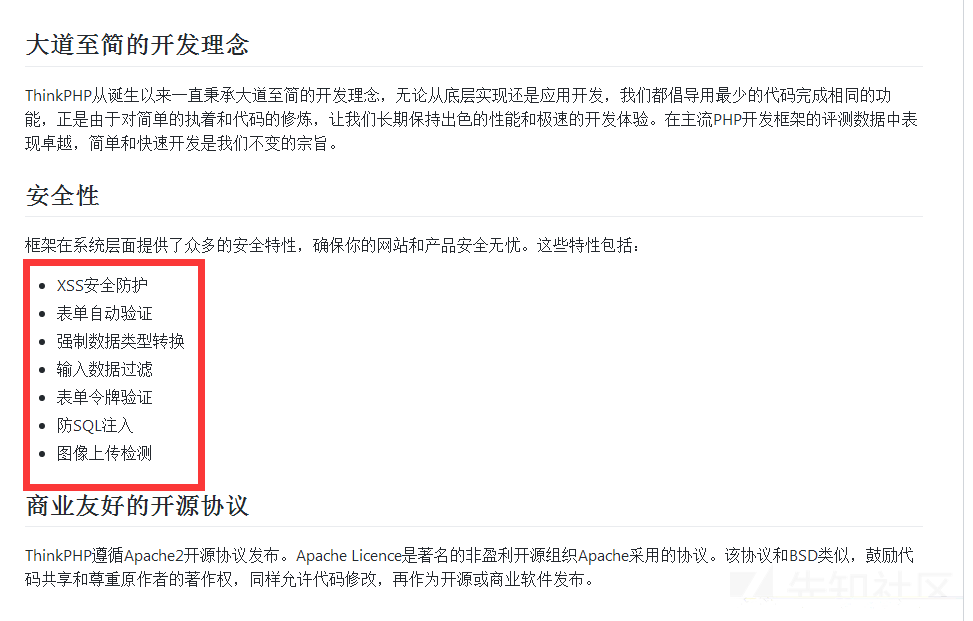 大道至简的开发理念
ThinkPHP从诞生以来一直秉承大道至简的开发理念，无论从底层实现还是应用开发，我们都倡导用最少的代码完成相同的功
能，正是由于对简单的执着和代码的修炼，让我们长期保持出色的性能和极速的开发体验。在主流PHP开发框架的评测数据中表
现卓越，简单和快速开发是我们不变的宗旨。
安全性
框架在系统层面提供了众多的安全特性，确保你的网站和产品安全无忧。这些特性包括：
XSS安全防护
表单自动验证
强制数据类型转换
输入数据过滤
表单令牌验证
防SQL注入
图像上传检测
商业友好的开源协议
ThinkPHP遵循Apache2开源协议发布。Apache Licence是著名的非盈利开源组织Apache采用的协议。该协议和BSD类似，鼓励代
码共享和尊重原作者的著作权，同样允许代码修改，再作为开源或商业软件发布。
先知社区